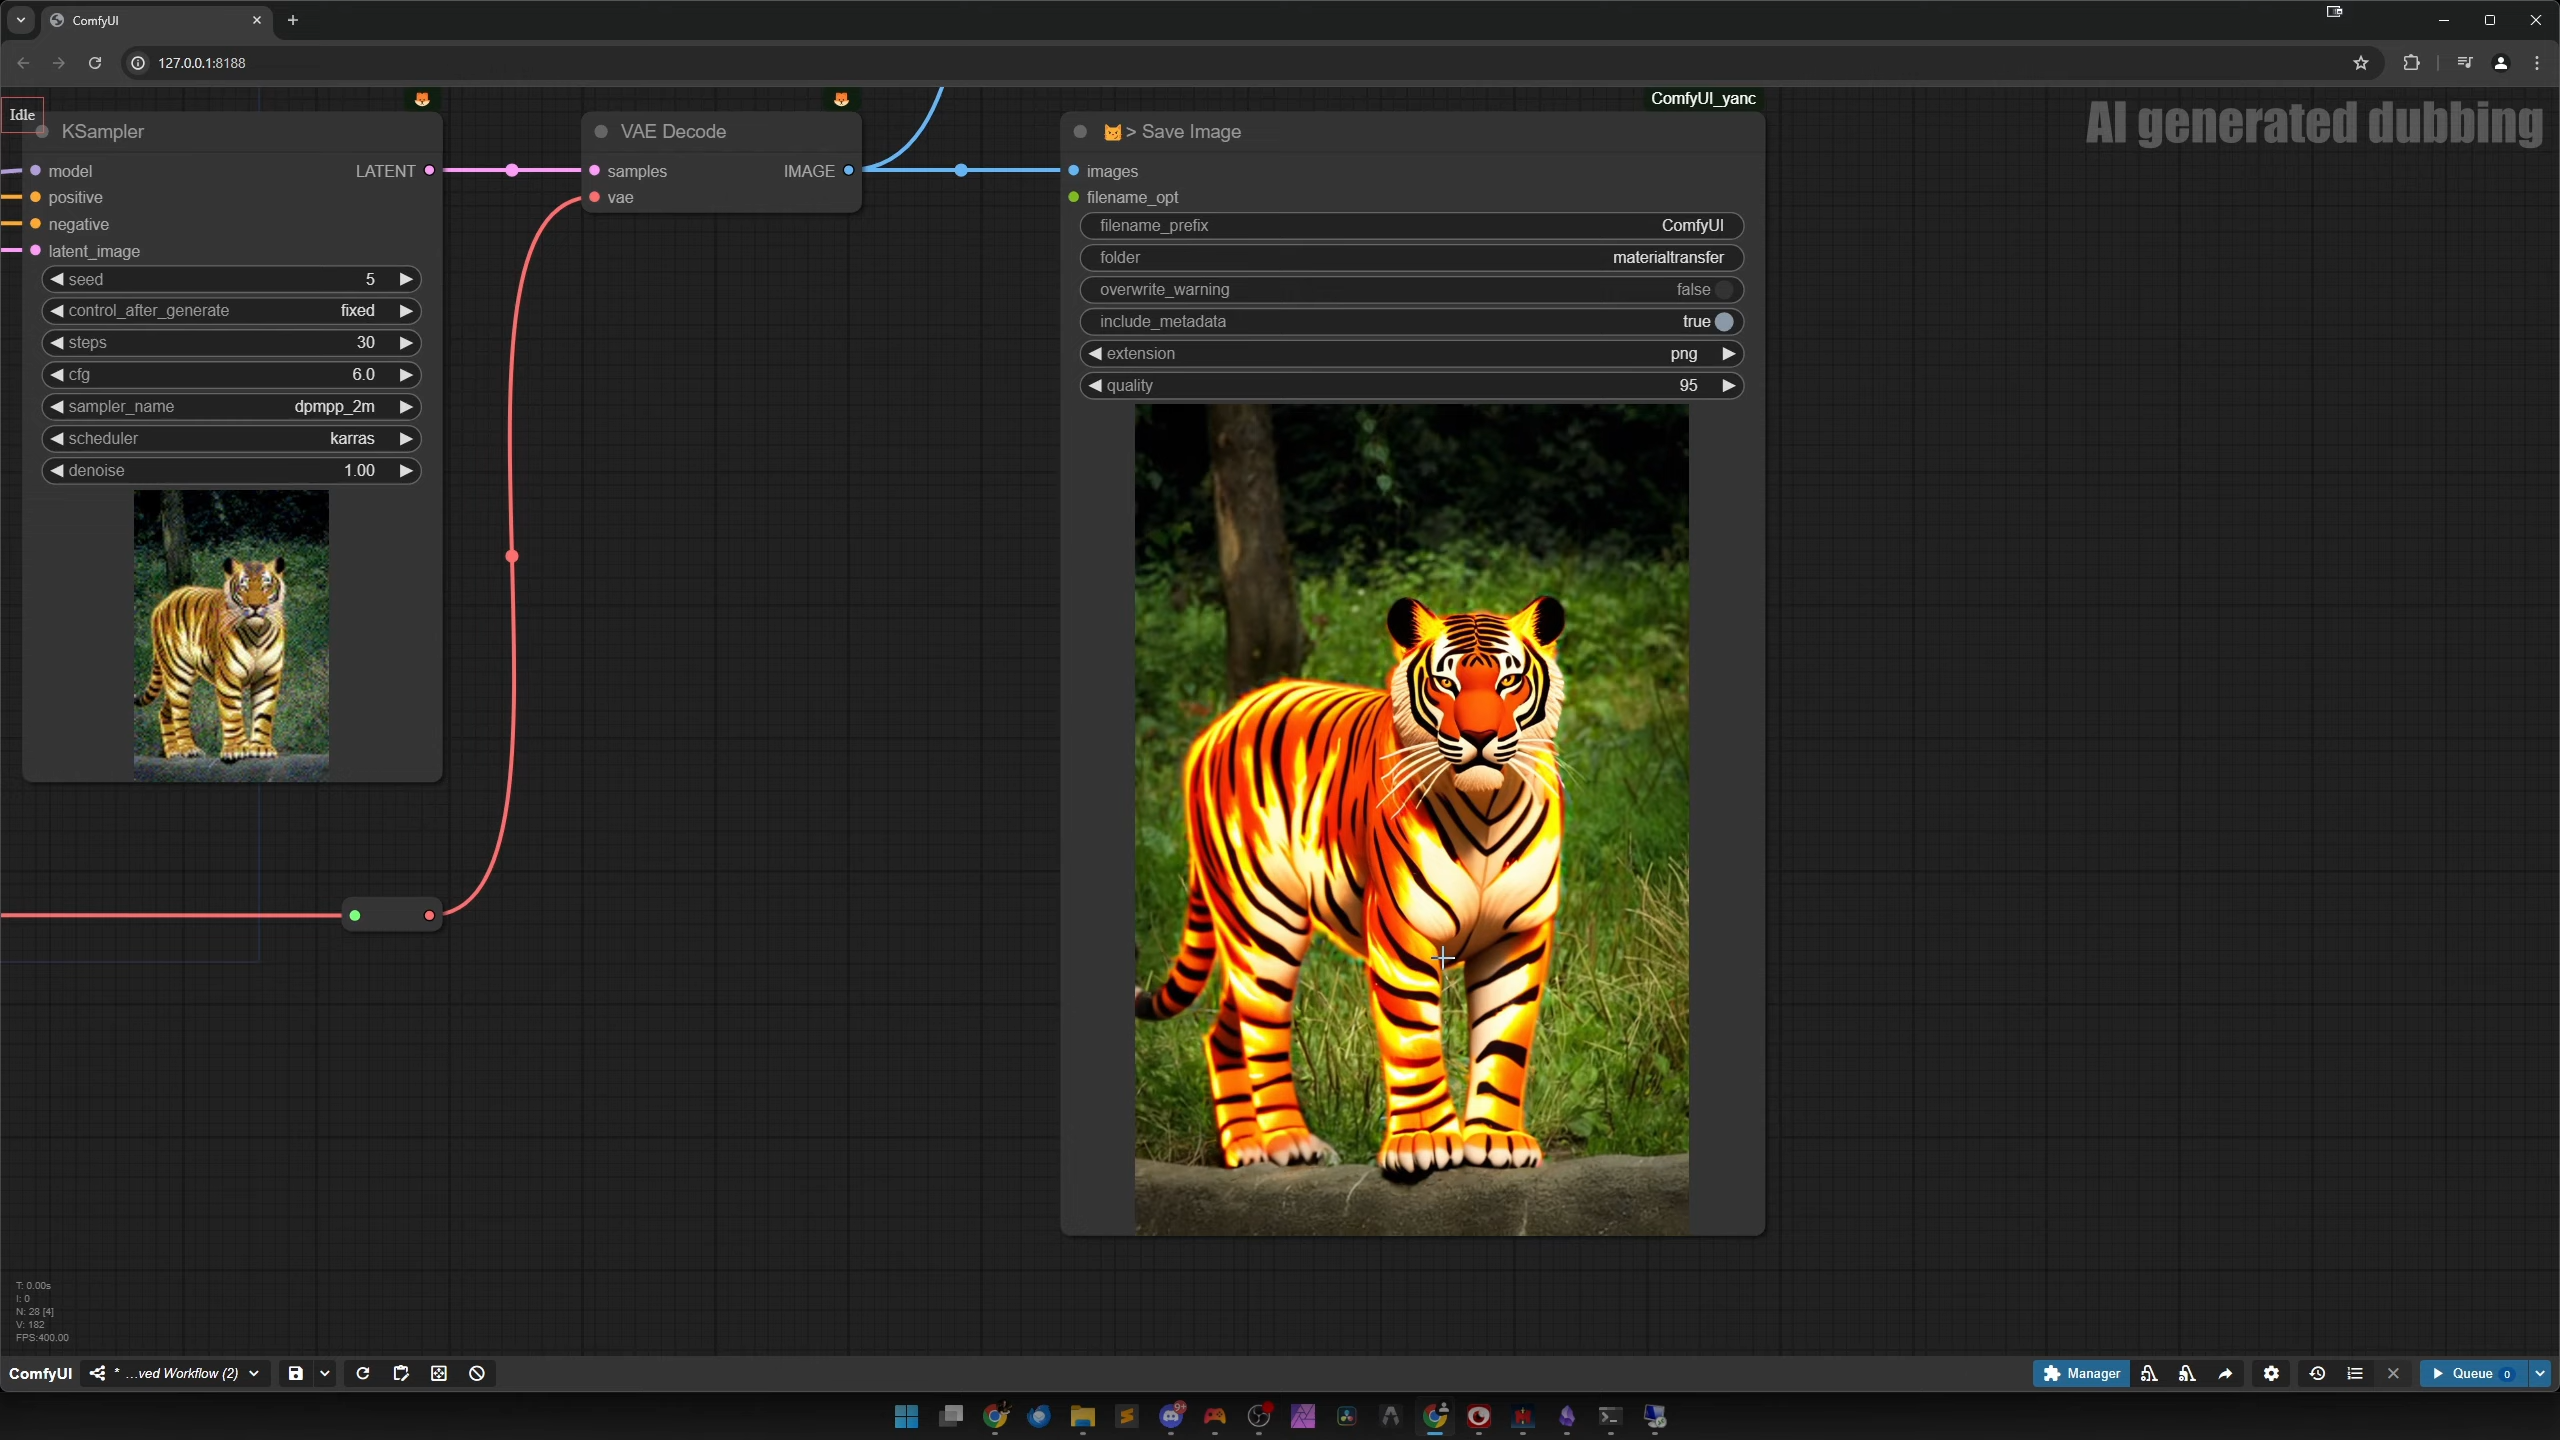 ComfyUI
127.0.0.1:8188
Idle
ComfyUI_yanc
AI generated dubbing
KSampler
model
LATENT
positive
negative
latent_image
seed
5
control_after_generate
fixed
steps
30
cfg
6.0
sampler_name
dpmpp_2m
scheduler
karras
denoise
1.00
VAE Decode
samples
IMAGE
vae
> Save Image
images
filename_opt
filename_prefix
ComfyUI
folder
materialtransfer
overwrite_warning
false
include_metadata
true
extension
png
quality
95
T: 0.00s
I: 0
N: 28 [4]
V: 182
FPS:400.00
ComfyUI
* ...ved Workflow (2)
Manager
Queue
0
9+